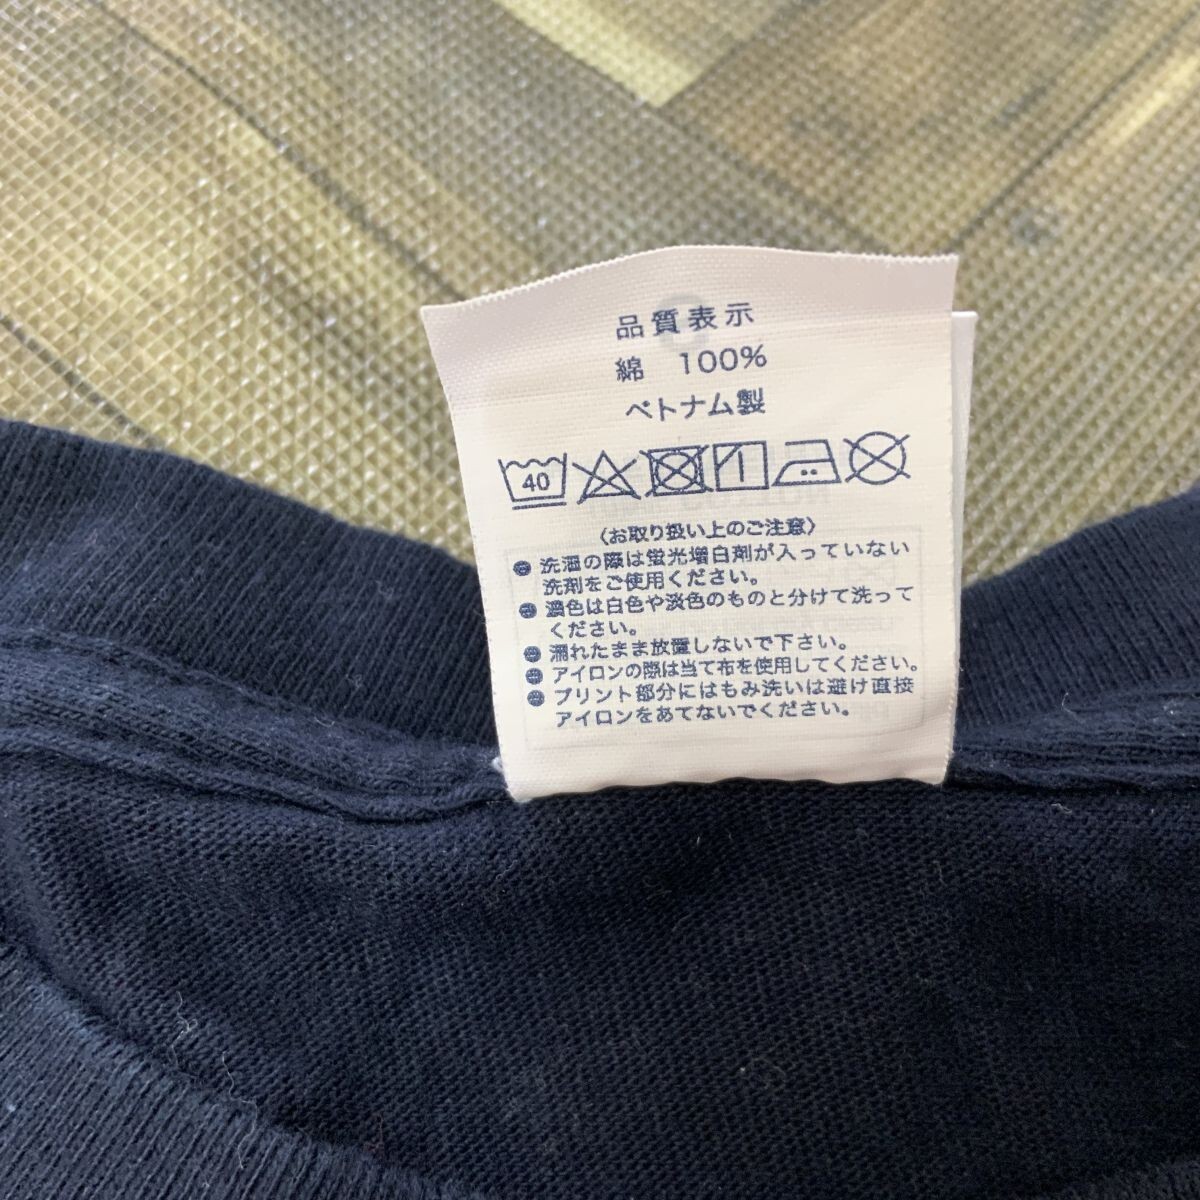 品質表示
綿 100%
ベトナム製
40
〈お取り扱い上のご注意〉
● 洗濯の際は蛍光増白剤が入っていない
洗剤をご使用ください。
● 濃色は白色や淡色のものと分けて洗って
ください。
● 濡れたまま放置しないで下さい。
● アイロンの際は当て布を使用してください。
● プリント部分にはもみ洗いは避け直接
アイロンをあてないでください。